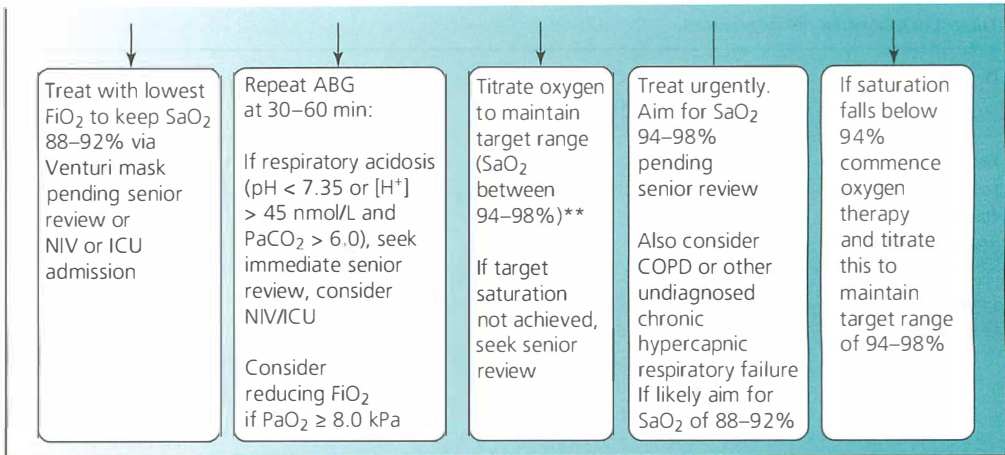 Treat with lowest
FiO2 to keep SaO2
88–92% via
Venturi mask
pending senior
review or
NIV or ICU
admission
Repeat ABG
at 30–60 min:
If respiratory acidosis
(pH < 7.35 or [H+]
> 45 nmol/L and
PaCO2 > 6.0), seek
immediate senior
review, consider
NIV/ICU
Consider
reducing FiO2
if PaO2 ≥ 8.0 kPa
Titrate oxygen
to maintain
target range
(SaO2
between
94–98%)**
If target
saturation
not achieved,
seek senior
review
Treat urgently.
Aim for SaO2
94–98%
pending
senior review
Also consider
COPD or other
undiagnosed
chronic
hypercapnic
respiratory failure
If likely aim for
SaO2 of 88–92%
If saturation
falls below
94%
commence
oxygen
therapy
and titrate
this to
maintain
target range
of 94–98%